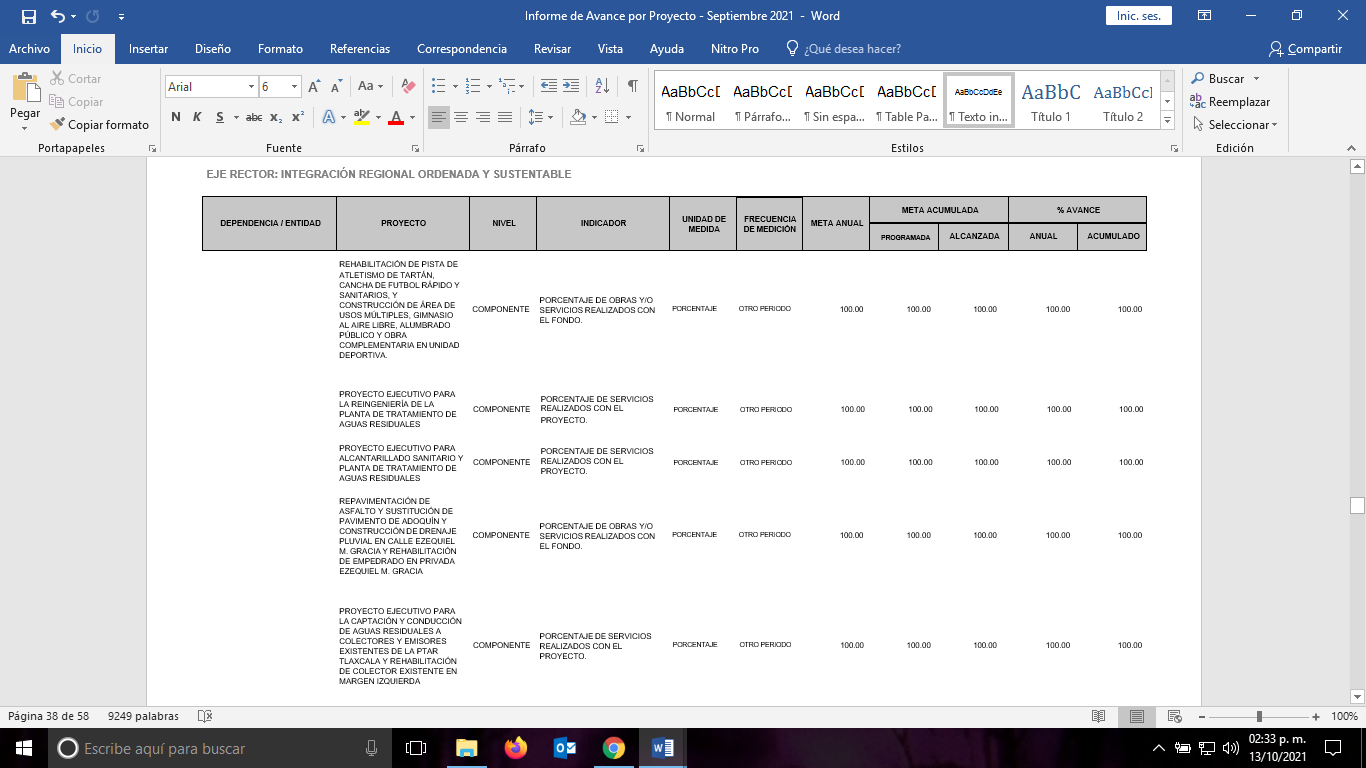 Informe de Avance por Proyecto - Septiembre 2021 - Word
Inic. ses.
Archivo Inicio Insertar Diseño Formato Referencias Correspondencia Revisar Vista Ayuda Nitro Pro ¿Qué desea hacer? Compartir
Pegar
Cortar
Copiar
Copiar formato
Portapapeles
Arial 6
N K S abc x₂ x²
Fuente
Párrafo
AaBbCcI AaBbCcD AaBbCcD AaBbCcD AaBbCcDdEe AaBbC AaBbCcI
¶ Normal ¶ Párrafo... ¶ Sin espa... ¶ Table Pa... ¶ Texto in... Título 1 Título 2
Estilos
Buscar
Reemplazar
Seleccionar
Edición
EJE RECTOR: INTEGRACIÓN REGIONAL ORDENADA Y SUSTENTABLE
DEPENDENCIA / ENTIDAD
PROYECTO
NIVEL
INDICADOR
UNIDAD DE
MEDIDA
FRECUENCIA
DE MEDICIÓN
META ANUAL
META ACUMULADA
PROGRAMADA
ALCANZADA
% AVANCE
ANUAL
ACUMULADO
REHABILITACIÓN DE PISTA DE
ATLETISMO DE TARTÁN,
CANCHA DE FUTBOL RÁPIDO Y
SANITARIOS, Y
CONSTRUCCIÓN DE ÁREA DE
USOS MÚLTIPLES, GIMNASIO
AL AIRE LIBRE, ALUMBRADO
PÚBLICO Y OBRA
COMPLEMENTARIA EN UNIDAD
DEPORTIVA.
COMPONENTE
PORCENTAJE DE OBRAS Y/O
SERVICIOS REALIZADOS CON
EL FONDO.
PORCENTAJE
OTRO PERIODO
100.00 100.00 100.00 100.00 100.00
PROYECTO EJECUTIVO PARA
LA REINGENIERÍA DE LA
PLANTA DE TRATAMIENTO DE
AGUAS RESIDUALES
COMPONENTE
PORCENTAJE DE SERVICIOS
REALIZADOS CON EL
PROYECTO.
PORCENTAJE
OTRO PERIODO
100.00 100.00 100.00 100.00 100.00
PROYECTO EJECUTIVO PARA
ALCANTARILLADO SANITARIO Y
PLANTA DE TRATAMIENTO DE
AGUAS RESIDUALES
COMPONENTE
PORCENTAJE DE SERVICIOS
REALIZADOS CON EL
PROYECTO.
PORCENTAJE
OTRO PERIODO
100.00 100.00 100.00 100.00 100.00
REPAVIMENTACIÓN DE
ASFALTO Y SUSTITUCIÓN DE
PAVIMENTO DE ADOQUÍN Y
CONSTRUCCIÓN DE DRENAJE
PLUVIAL EN CALLE EZEQUIEL
M. GRACIA Y REHABILITACIÓN
DE EMPEDRADO EN PRIVADA
EZEQUIEL M. GRACIA
COMPONENTE
PORCENTAJE DE OBRAS Y/O
SERVICIOS REALIZADOS CON
EL FONDO.
PORCENTAJE
OTRO PERIODO
100.00 100.00 100.00 100.00 100.00
PROYECTO EJECUTIVO PARA
LA CAPTACIÓN Y CONDUCCIÓN
DE AGUAS RESIDUALES A
COLECTORES Y EMISORES
EXISTENTES DE LA PTAR
TLAXCALA Y REHABILITACIÓN
DE COLECTOR EXISTENTE EN
MARGEN IZQUIERDA
COMPONENTE
PORCENTAJE DE SERVICIOS
REALIZADOS CON EL
PROYECTO.
PORCENTAJE
OTRO PERIODO
100.00 100.00 100.00 100.00 100.00
Página 38 de 58 9249 palabras
100%
Escribe aquí para buscar
02:33 p. m.
13/10/2021